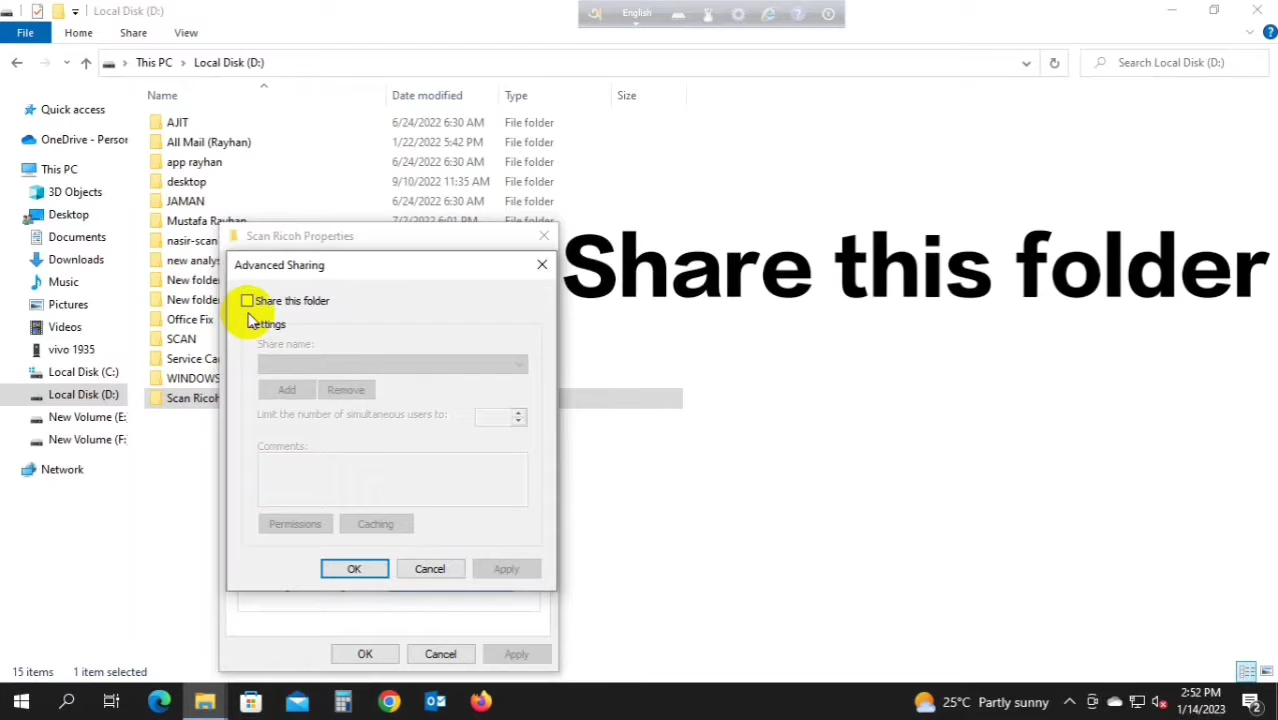 Local Disk (D:)
English
File Home Share View
This PC Local Disk (D:)
Search Local Disk (D:)
Name Date modified Type Size
Quick access
OneDrive - Person
This PC
3D Objects
Desktop
Documents
Downloads
Music
Pictures
Videos
vivo 1935
Local Disk (C:)
Local Disk (D:)
New Volume (E:
New Volume (F:
Network
AJIT 6/24/2022 6:30 AM File folder
All Mail (Rayhan) 1/22/2022 5:42 PM File folder
app rayhan 6/24/2022 6:30 AM File folder
desktop 9/10/2022 11:35 AM File folder
JAMAN 6/24/2022 6:30 AM File folder
Mustafa Rayhan 7/2/2022 6:01 PM File folder
nasir-scan
new analys
New folde
New folde
Office Fix
SCAN
Service Ca
WINDOWS
Scan Ricoh
Scan Ricoh Properties
Advanced Sharing
Share this folder
Settings
Share name:
Add Remove
Limit the number of simultaneous users to:
Comments:
Permissions Caching
OK Cancel Apply
OK Cancel Apply
Share this folder
15 items 1 item selected
25°C Partly sunny
2:52 PM
1/14/2023
2